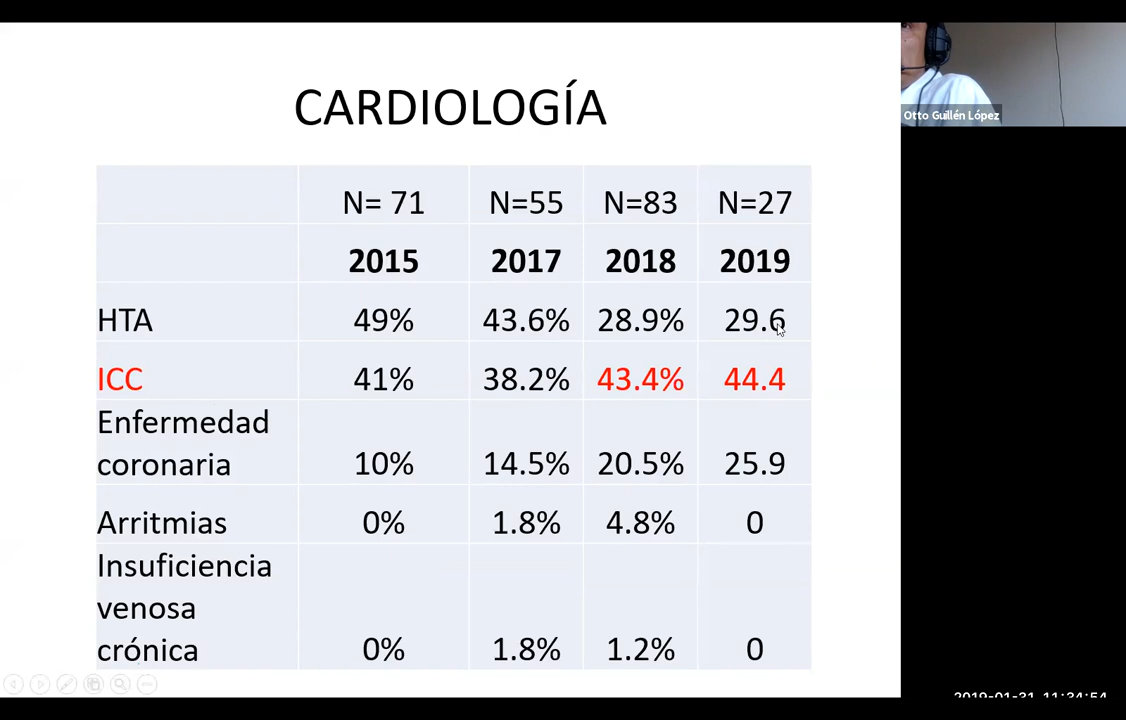 CARDIOLOGÍA
N= 71 N=55 N=83 N=27
2015 2017 2018 2019
HTA 49% 43.6% 28.9% 29.6
ICC 41% 38.2% 43.4% 44.4
Enfermedad
coronaria 10% 14.5% 20.5% 25.9
Arritmias 0% 1.8% 4.8% 0
Insuficiencia
venosa
crónica 0% 1.8% 1.2% 0
Otto Guillén López
2019-01-31 11:34:54